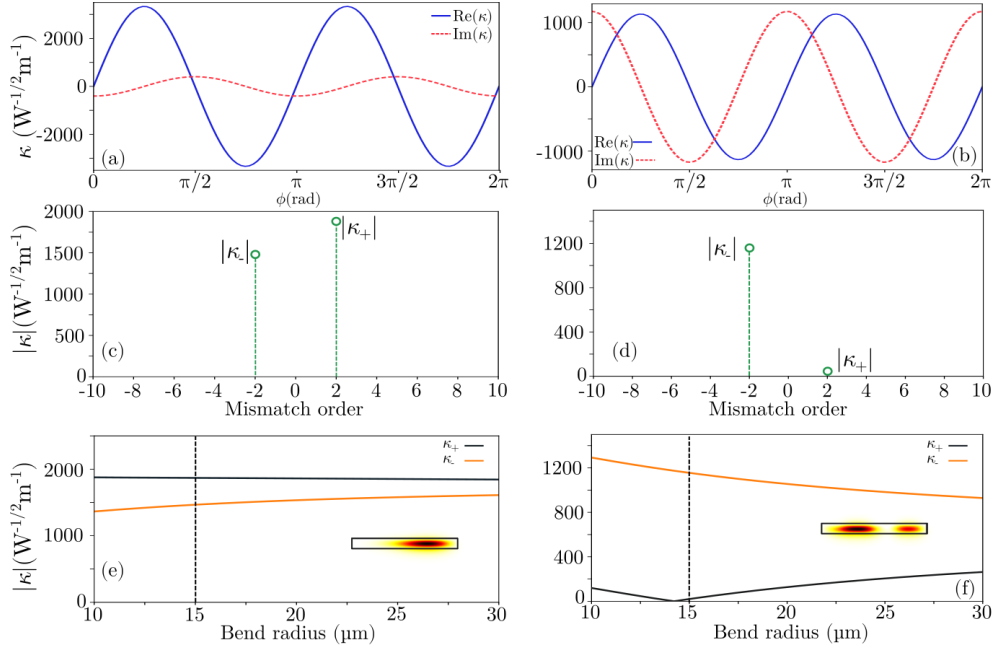 κ (W⁻¹/²m⁻¹)
2000
0
-2000
Re(κ)
Im(κ)
(a)
0 π/2 π 3π/2 2π
ϕ(rad)
1000
0
-1000
Re(κ)
Im(κ)
(b)
0 π/2 π 3π/2 2π
ϕ(rad)
|κ|(W⁻¹/²m⁻¹)
2000
1500
1000
500
0
|κ₋|
|κ₊|
(c)
-10 -8 -6 -4 -2 0 2 4 6 8 10
Mismatch order
1200
800
400
0
|κ₋|
|κ₊|
(d)
-10 -8 -6 -4 -2 0 2 4 6 8 10
Mismatch order
|κ|(W⁻¹/²m⁻¹)
2000
1000
0
κ₊
κ₋
(e)
10 15 20 25 30
Bend radius (µm)
1200
800
400
0
κ₊
κ₋
(f)
10 15 20 25 30
Bend radius (µm)